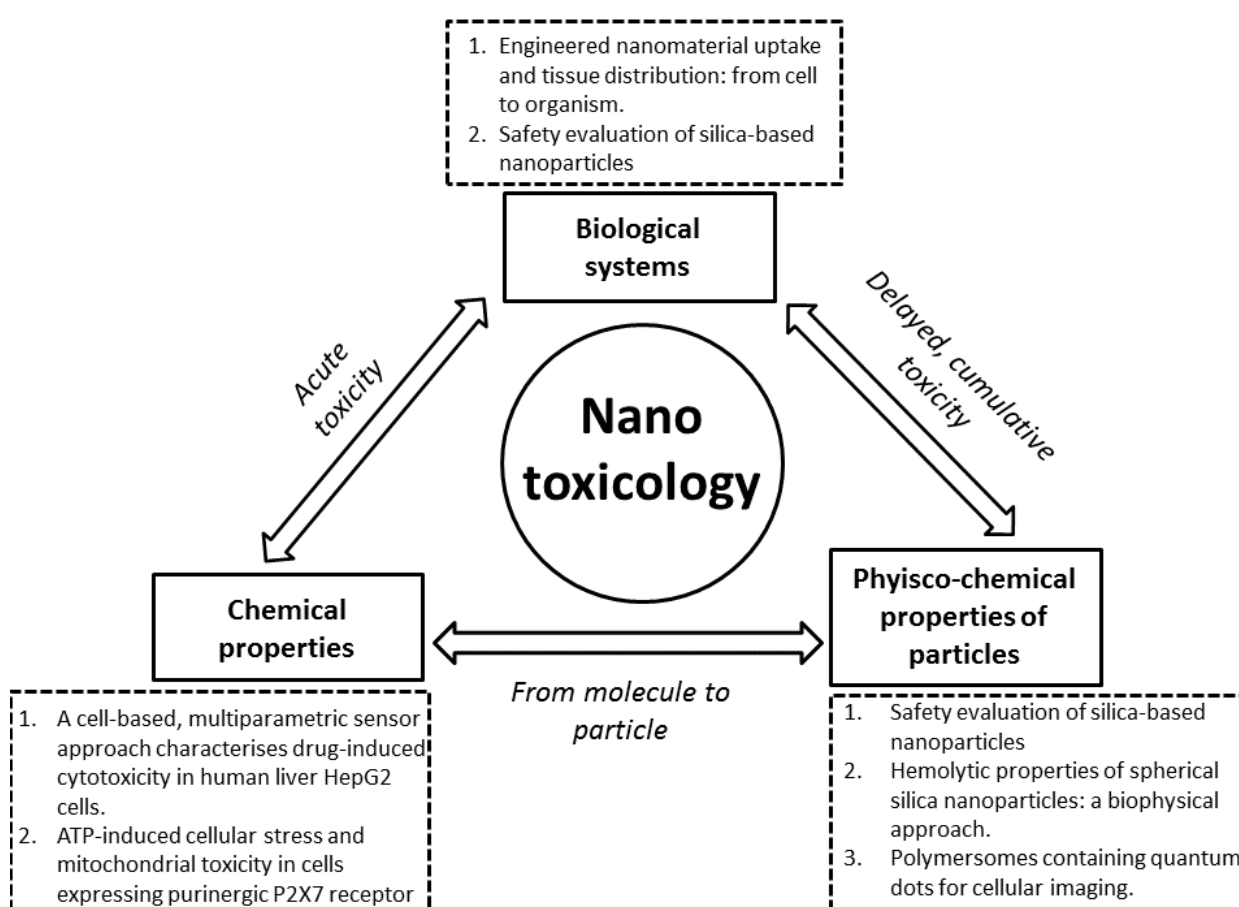 1. Engineered nanomaterial uptake
and tissue distribution: from cell
to organism.
2. Safety evaluation of silica-based
nanoparticles
Biological
systems
Acute
toxicity
Delayed, cumulative
toxicity
Nano
toxicology
Chemical
properties
From molecule to
particle
Phyisco-chemical
properties of
particles
1. A cell-based, multiparametric sensor
approach characterises drug-induced
cytotoxicity in human liver HepG2
cells.
2. ATP-induced cellular stress and
mitochondrial toxicity in cells
expressing purinergic P2X7 receptor
1. Safety evaluation of silica-based
nanoparticles
2. Hemolytic properties of spherical
silica nanoparticles: a biophysical
approach.
3. Polymersomes containing quantum
dots for cellular imaging.